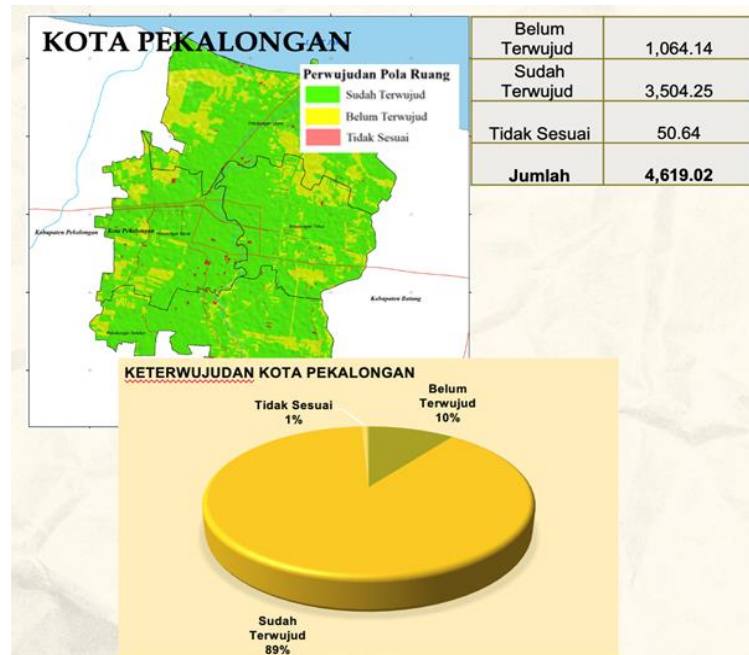 KOTA PEKALONGAN
Perwujudan Pola Ruang
Sudah Terwujud
Belum Terwujud
Tidak Sesuai
Kabupaten Pekalongan
Kota Pekalongan
Kabupaten Batang
Belum
Terwujud
1,064.14
Sudah
Terwujud
3,504.25
Tidak Sesuai
50.64
Jumlah
4,619.02
KETERWUJUDAN KOTA PEKALONGAN
Tidak Sesuai
1%
Belum
Terwujud
10%
Sudah
Terwujud
89%